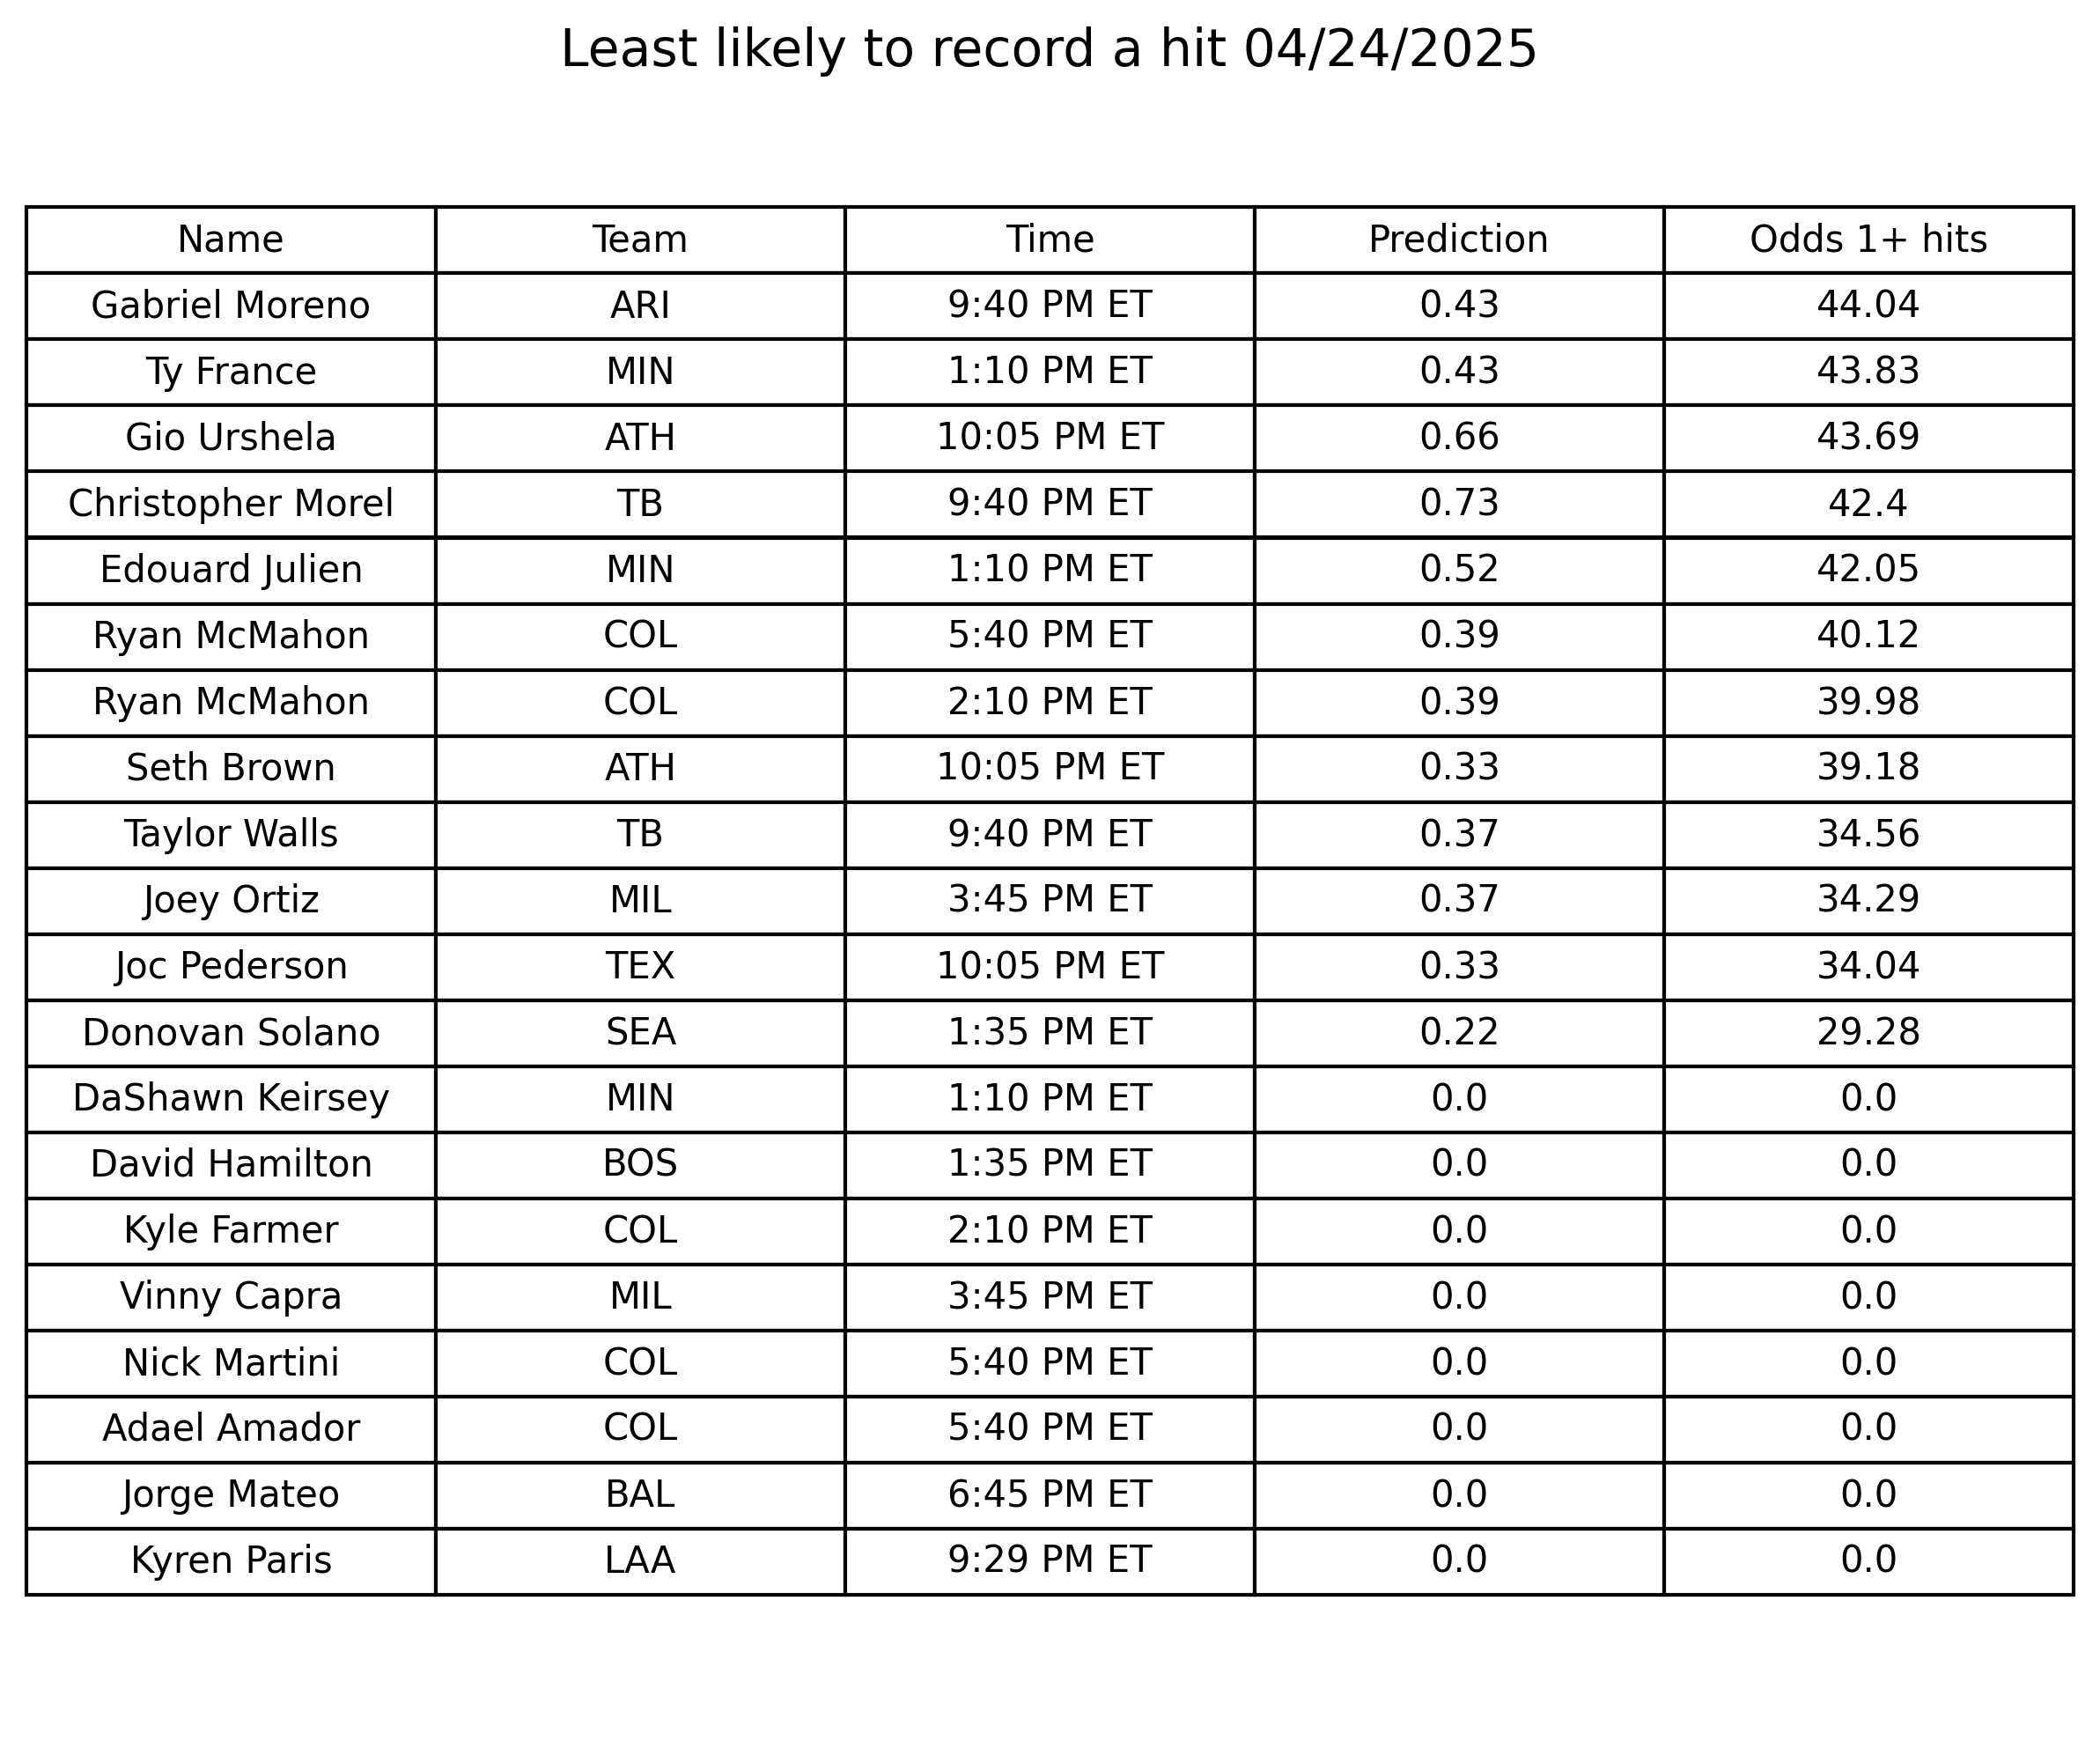 Least likely to record a hit 04/24/2025
Name Team Time Prediction Odds 1+ hits
Gabriel Moreno ARI 9:40 PM ET 0.43 44.04
Ty France MIN 1:10 PM ET 0.43 43.83
Gio Urshela ATH 10:05 PM ET 0.66 43.69
Christopher Morel TB 9:40 PM ET 0.73 42.4
Edouard Julien MIN 1:10 PM ET 0.52 42.05
Ryan McMahon COL 5:40 PM ET 0.39 40.12
Ryan McMahon COL 2:10 PM ET 0.39 39.98
Seth Brown ATH 10:05 PM ET 0.33 39.18
Taylor Walls TB 9:40 PM ET 0.37 34.56
Joey Ortiz MIL 3:45 PM ET 0.37 34.29
Joc Pederson TEX 10:05 PM ET 0.33 34.04
Donovan Solano SEA 1:35 PM ET 0.22 29.28
DaShawn Keirsey MIN 1:10 PM ET 0.0 0.0
David Hamilton BOS 1:35 PM ET 0.0 0.0
Kyle Farmer COL 2:10 PM ET 0.0 0.0
Vinny Capra MIL 3:45 PM ET 0.0 0.0
Nick Martini COL 5:40 PM ET 0.0 0.0
Adael Amador COL 5:40 PM ET 0.0 0.0
Jorge Mateo BAL 6:45 PM ET 0.0 0.0
Kyren Paris LAA 9:29 PM ET 0.0 0.0